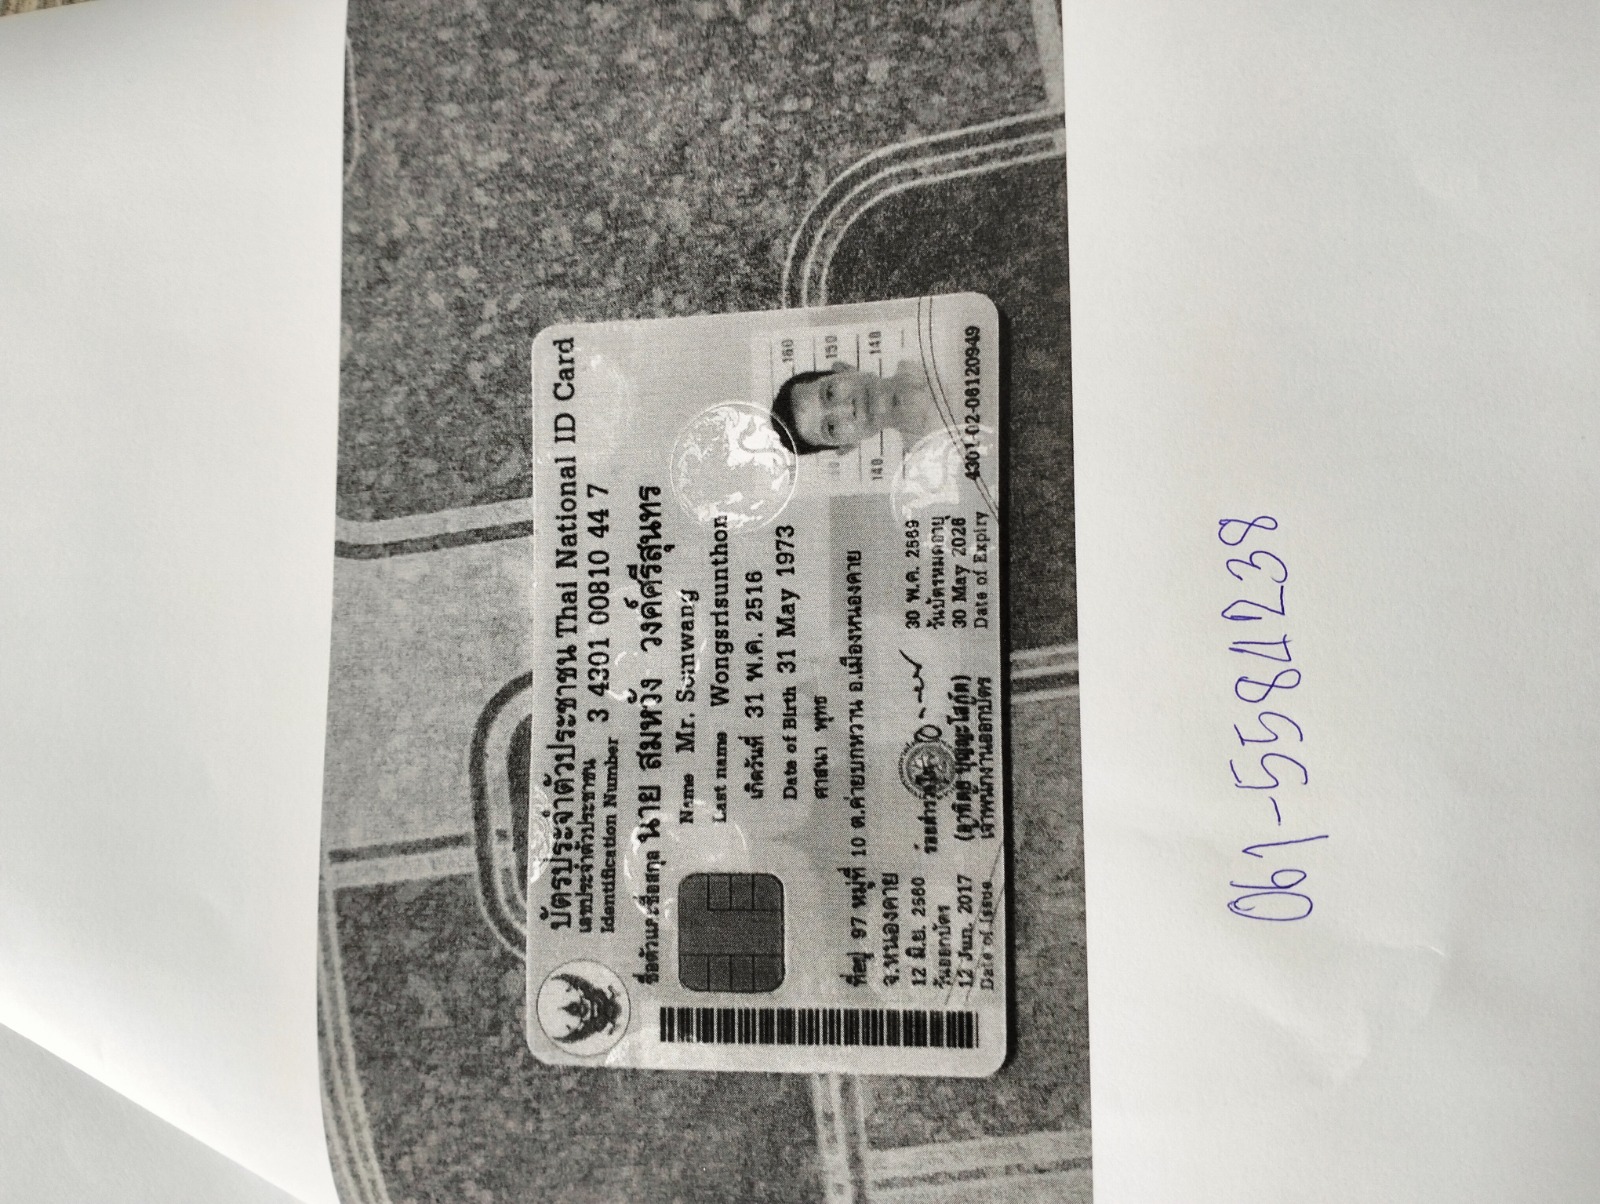 บัตรประจำตัวประชาชน Thai National ID Card
เลขประจำตัวประชาชน 3 4301 00810 44 7
Identification Number
ชื่อตัวและชื่อสกุล นาย สมหวัง วงค์ศรีสุนทร
Name Mr. Somwang
Last name Wongsrisunthon
เกิดวันที่ 31 พ.ค. 2516
Date of Birth 31 May 1973
ศาสนา พุทธ
ที่อยู่ 97 หมู่ที่ 10 ต.ค่ายบกหวาน อ.เมืองหนองคาย
จ.หนองคาย
12 มิ.ย. 2560
วันออกบัตร
12 Jun. 2017
Date of Issue
เจ้าพนักงานออกบัตร
30 พ.ค. 2569
วันบัตรหมดอายุ
30 May 2026
Date of Expiry
160
150
140 140
4301-02-06120949
061-5584238